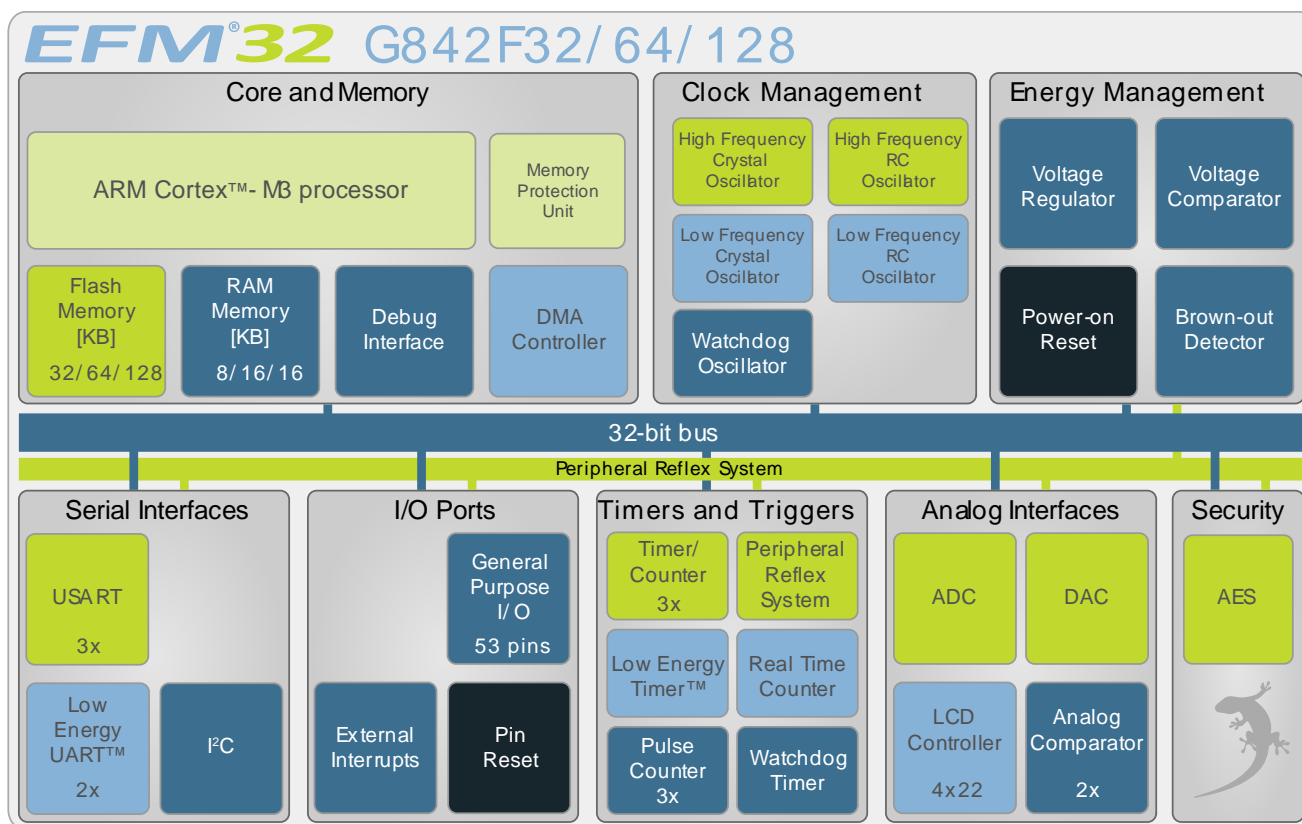 EFM®32 G842F32/64/128
Core and Memory
ARM Cortex™-M3 processor
Memory
Protection
Unit
Flash
Memory
[KB]
32/64/128
RAM
Memory
[KB]
8/16/16
Debug
Interface
DMA
Controller
Clock Management
High Frequency
Crystal
Oscillator
High Frequency
RC
Oscillator
Low Frequency
Crystal
Oscillator
Low Frequency
RC
Oscillator
Watchdog
Oscillator
Energy Management
Voltage
Regulator
Voltage
Comparator
Power-on
Reset
Brown-out
Detector
32-bit bus
Peripheral Reflex System
Serial Interfaces
USART
3x
Low
Energy
UART™
2x
I²C
I/O Ports
General
Purpose
I/O
53 pins
External
Interrupts
Pin
Reset
Timers and Triggers
Timer/
Counter
3x
Peripheral
Reflex
System
Low Energy
Timer™
Real Time
Counter
Pulse
Counter
3x
Watchdog
Timer
Analog Interfaces
ADC
DAC
LCD
Controller
4x22
Analog
Comparator
2x
Security
AES